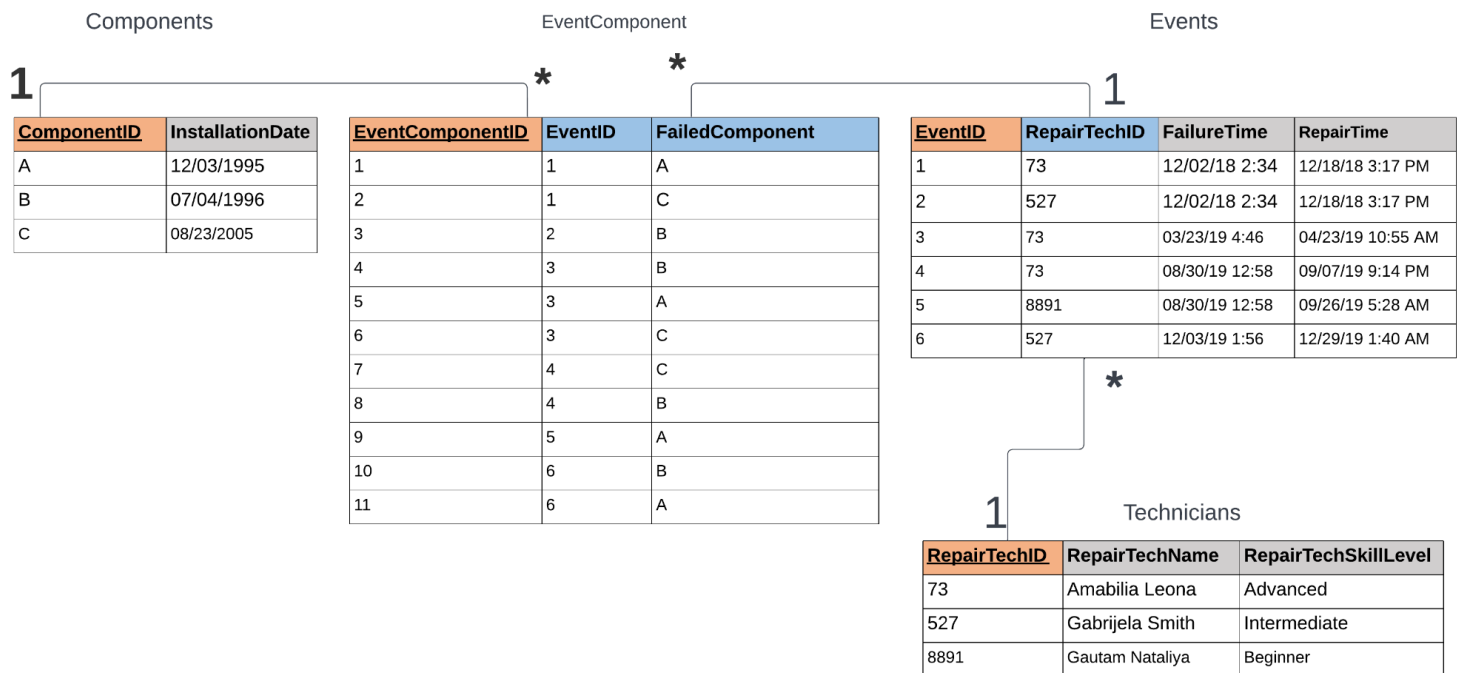 Components EventComponent Events
1 * * 1
ComponentID InstallationDate
A 12/03/1995
B 07/04/1996
C 08/23/2005
EventComponentID EventID FailedComponent
1 1 A
2 1 C
3 2 B
4 3 B
5 3 A
6 3 C
7 4 C
8 4 B
9 5 A
10 6 B
11 6 A
EventID RepairTechID FailureTime RepairTime
1 73 12/02/18 2:34 12/18/18 3:17 PM
2 527 12/02/18 2:34 12/18/18 3:17 PM
3 73 03/23/19 4:46 04/23/19 10:55 AM
4 73 08/30/19 12:58 09/07/19 9:14 PM
5 8891 08/30/19 12:58 09/26/19 5:28 AM
6 527 12/03/19 1:56 12/29/19 1:40 AM
*
1 Technicians
RepairTechID RepairTechName RepairTechSkillLevel
73 Amabilia Leona Advanced
527 Gabrijela Smith Intermediate
8891 Gautam Nataliya Beginner